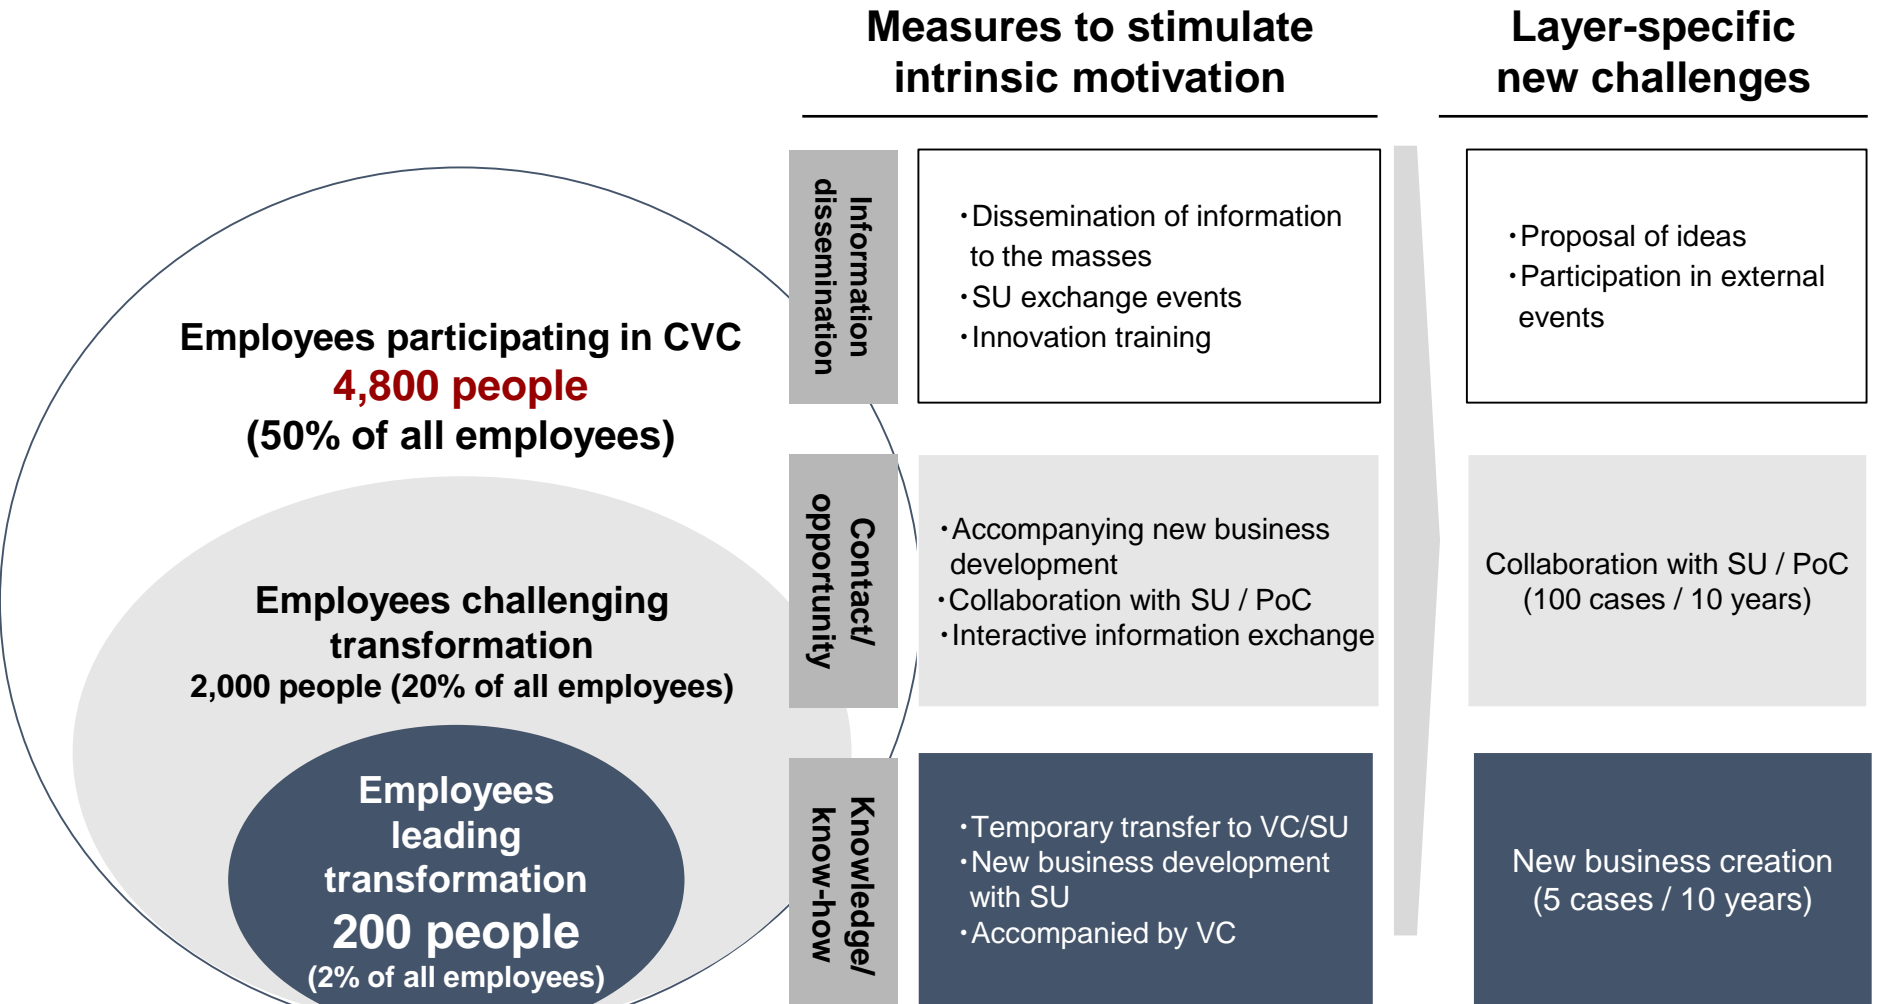 Measures to stimulate
intrinsic motivation
Layer-specific
new challenges
Employees participating in CVC
4,800 people
(50% of all employees)
Employees challenging
transformation
2,000 people (20% of all employees)
Employees
leading
transformation
200 people
(2% of all employees)
Information
dissemination
・Dissemination of information
to the masses
・SU exchange events
・Innovation training
・Proposal of ideas
・Participation in external
events
Contact/
opportunity
・Accompanying new business
development
・Collaboration with SU / PoC
・Interactive information exchange
Collaboration with SU / PoC
(100 cases / 10 years)
Knowledge/
know-how
・Temporary transfer to VC/SU
・New business development
with SU
・Accompanied by VC
New business creation
(5 cases / 10 years)